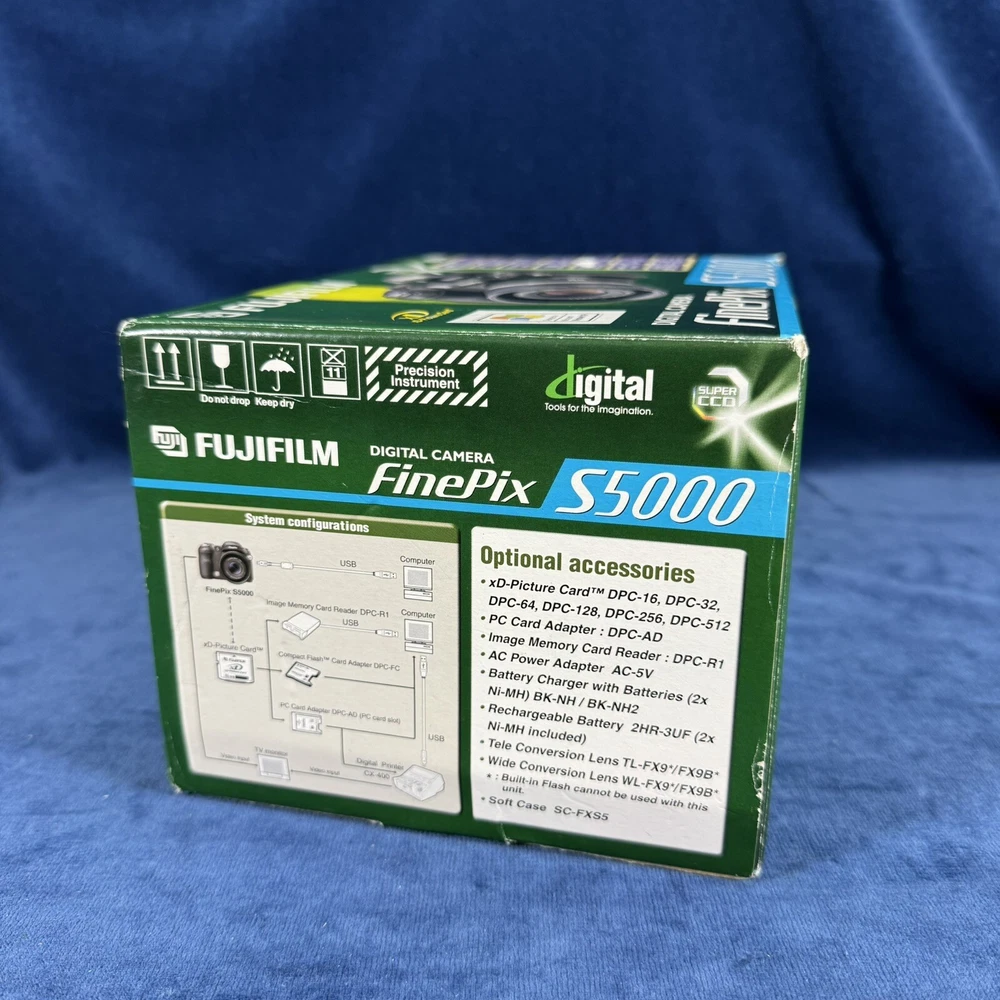 FinePix S5000
11
Precision
Instrument
Do not drop Keep dry
digital
Tools for the Imagination.
SUPER
CCD
FUJI FUJIFILM
DIGITAL CAMERA
FinePix S5000
System configurations
FinePix S5000
USB
Computer
Image Memory Card Reader DPC-R1
USB
Computer
xD-Picture Card™
Compact Flash™ Card Adapter DPC-FC
PC Card Adapter DPC-AD (PC card slot)
USB
TV monitor
Video input
Video input
Digital Printer
CX-400
Optional accessories
• xD-Picture Card™ DPC-16, DPC-32,
DPC-64, DPC-128, DPC-256, DPC-512
• PC Card Adapter : DPC-AD
• Image Memory Card Reader : DPC-R1
• AC Power Adapter AC-5V
• Battery Charger with Batteries (2x
Ni-MH) BK-NH / BK-NH2
• Rechargeable Battery 2HR-3UF (2x
Ni-MH included)
• Tele Conversion Lens TL-FX9*/FX9B*
• Wide Conversion Lens WL-FX9*/FX9B*
* : Built-in Flash cannot be used with this
unit.
• Soft Case SC-FXS5